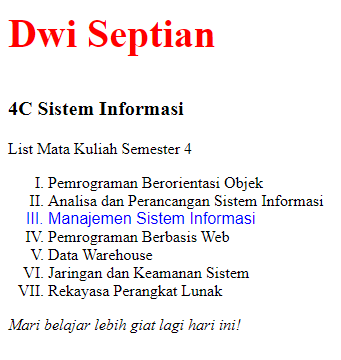 Dwi Septian
4C Sistem Informasi
List Mata Kuliah Semester 4
I. Pemrograman Berorientasi Objek
II. Analisa dan Perancangan Sistem Informasi
III. Manajemen Sistem Informasi
IV. Pemrograman Berbasis Web
V. Data Warehouse
VI. Jaringan dan Keamanan Sistem
VII. Rekayasa Perangkat Lunak
Mari belajar lebih giat lagi hari ini!